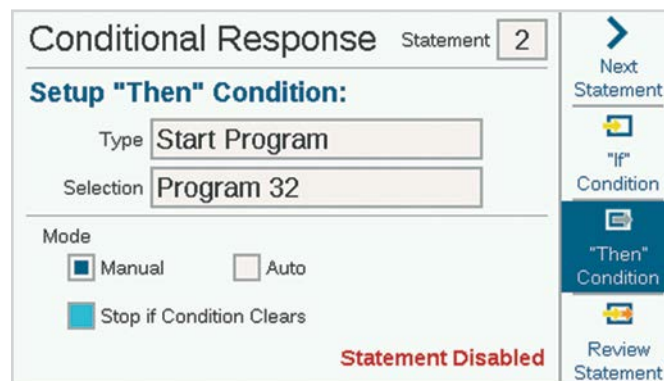 Conditional Response Statement 2
Setup "Then" Condition:
Type Start Program
Selection Program 32
Mode
Manual Auto
Stop if Condition Clears
Statement Disabled
Next
Statement
"If"
Condition
"Then"
Condition
Review
Statement